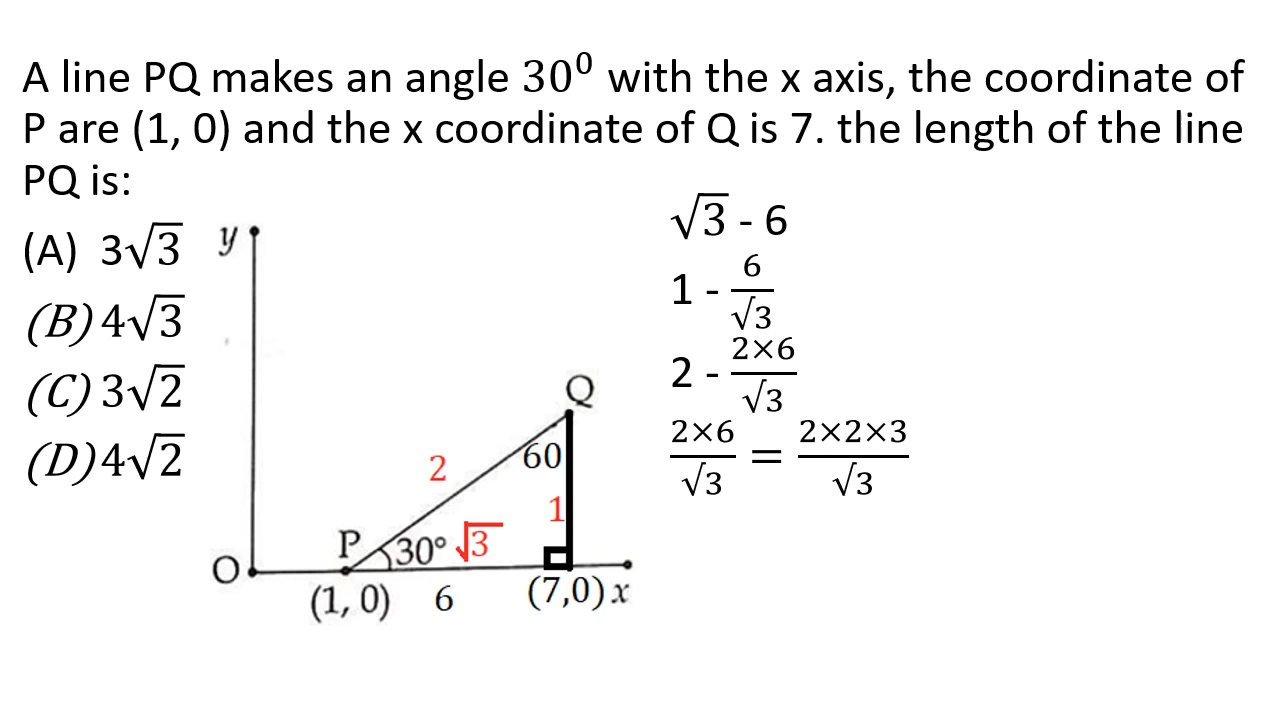 A line PQ makes an angle 30⁰ with the x axis, the coordinate of
P are (1, 0) and the x coordinate of Q is 7. the length of the line
PQ is:
(A) 3√3
(B) 4√3
(C) 3√2
(D) 4√2
y
Q
60
2
1
P
30° √3
O
(1, 0)
6
(7,0) x
√3 - 6
1 - 6/√3
2 - 2×6/√3
2×6/√3 = 2×2×3/√3